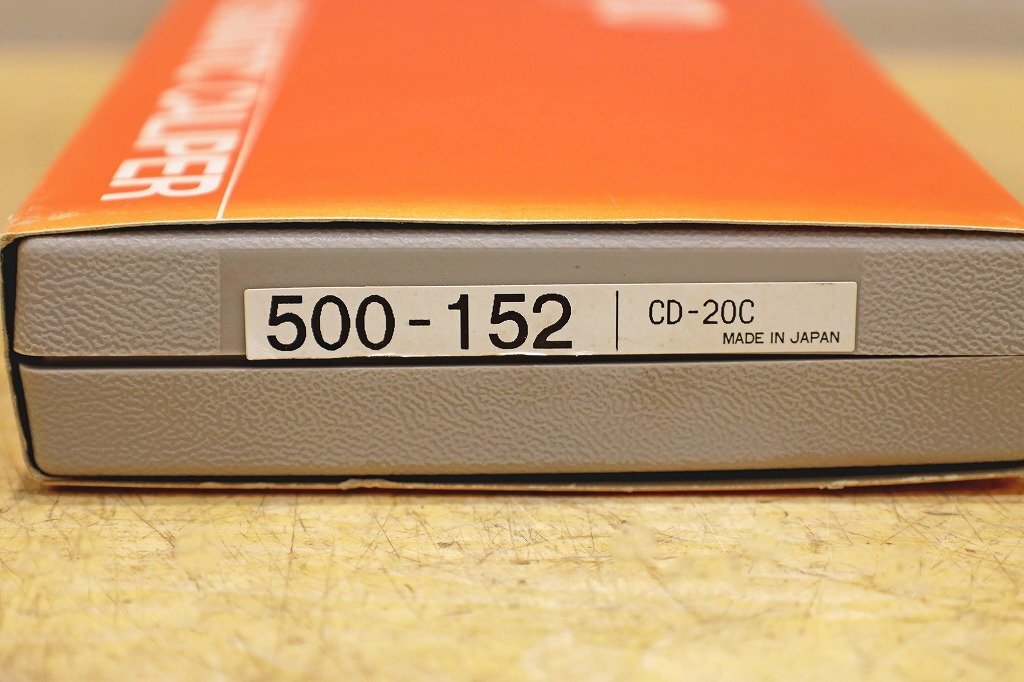 CALIPER
500-152
CD-20C
MADE IN JAPAN